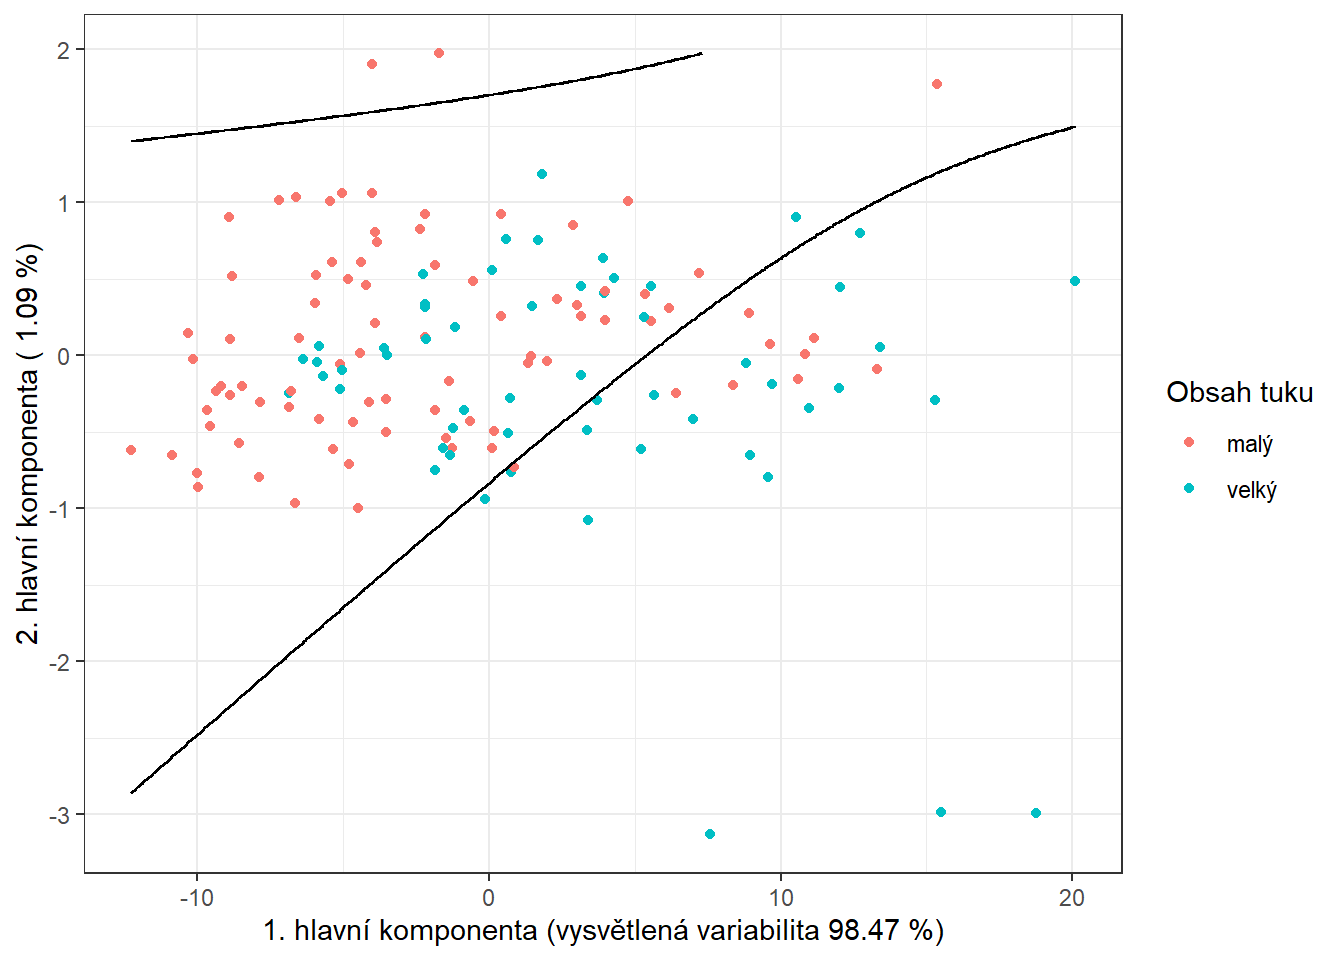 2
1
0
-1
-2
-3
2. hlavní komponenta ( 1.09 %)
-10
0
10
20
1. hlavní komponenta (vysvětlená variabilita 98.47 %)
Obsah tuku
malý
velký